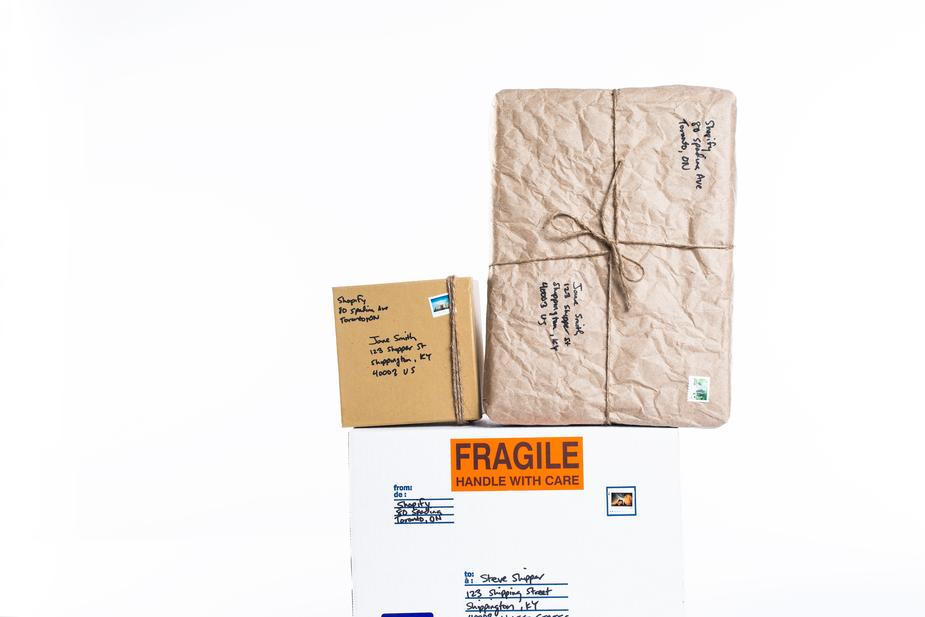 Shopify
80 Spadina Ave
Toronto, ON
Jane Smith
123 Shipper St
Shippington, KY
40003 US
Shopify
80 Spadina Ave
Toronto, ON
Jane Smith
123 Shipper St
Shippington, KY
40003 US
FRAGILE
HANDLE WITH CARE
from:
de:
Shopify
80 Spadina
Toronto, ON
to:
à:
Steve Shipper
123 Shipping Street
Shippington, KY